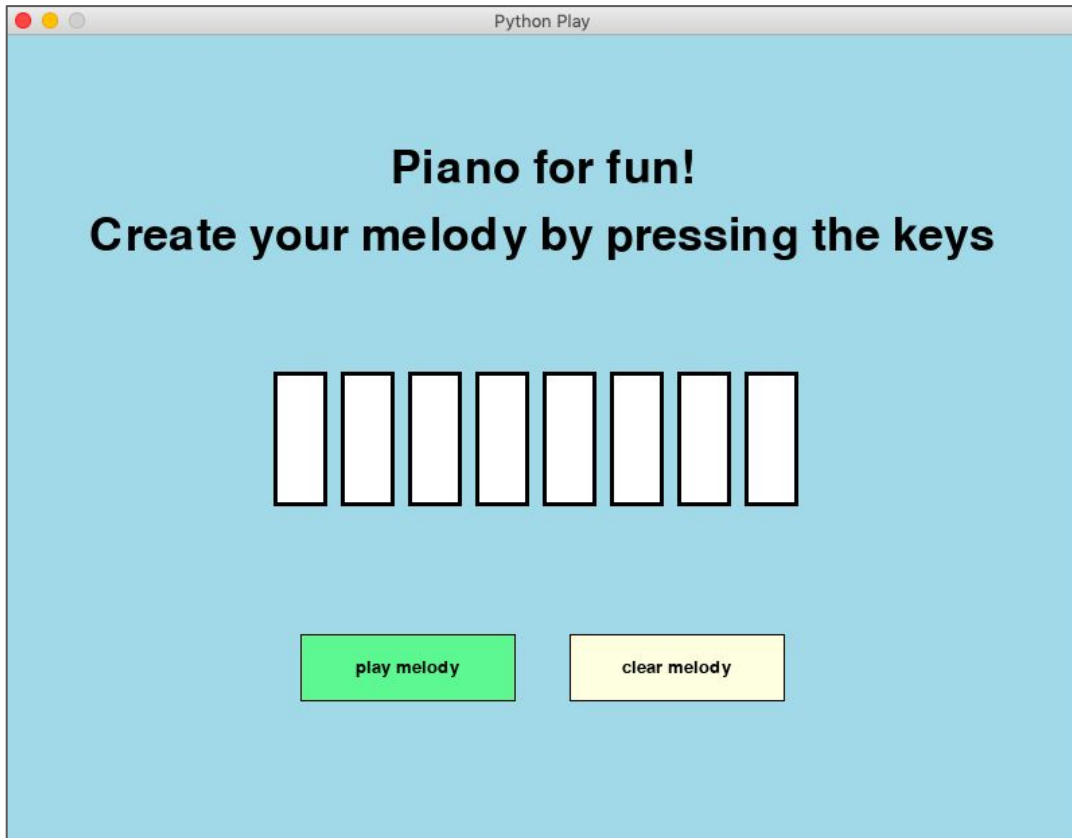 Python Play
Piano for fun!
Create your melody by pressing the keys
play melody
clear melody